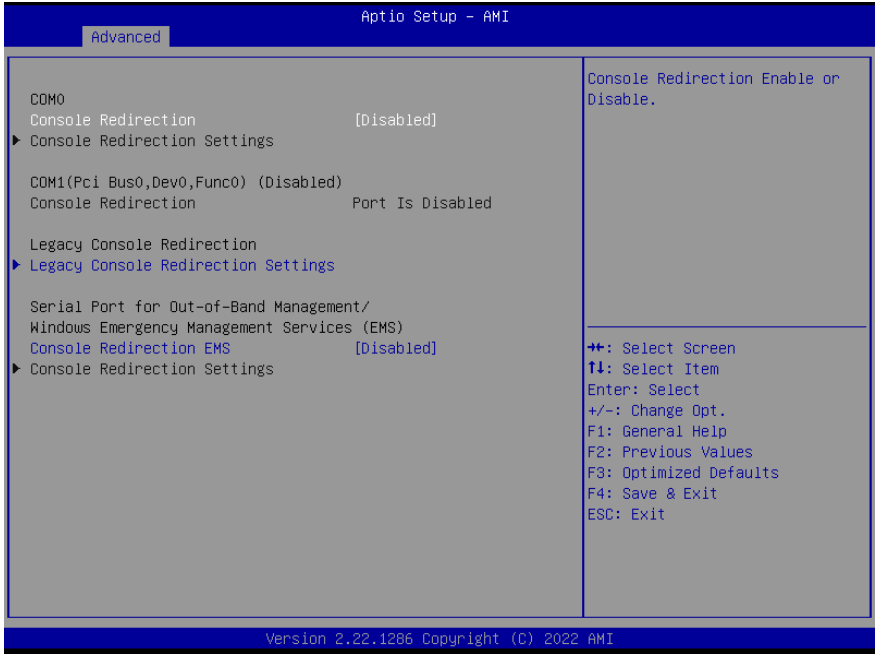 Aptio Setup – AMI
Advanced
COM0
Console Redirection [Disabled]
Console Redirection Settings
COM1(Pci Bus0,Dev0,Func0) (Disabled)
Console Redirection Port Is Disabled
Legacy Console Redirection
Legacy Console Redirection Settings
Serial Port for Out-of-Band Management/
Windows Emergency Management Services (EMS)
Console Redirection EMS [Disabled]
Console Redirection Settings
Console Redirection Enable or
Disable.
→←: Select Screen
↑↓: Select Item
Enter: Select
+/-: Change Opt.
F1: General Help
F2: Previous Values
F3: Optimized Defaults
F4: Save & Exit
ESC: Exit
Version 2.22.1286 Copyright (C) 2022 AMI